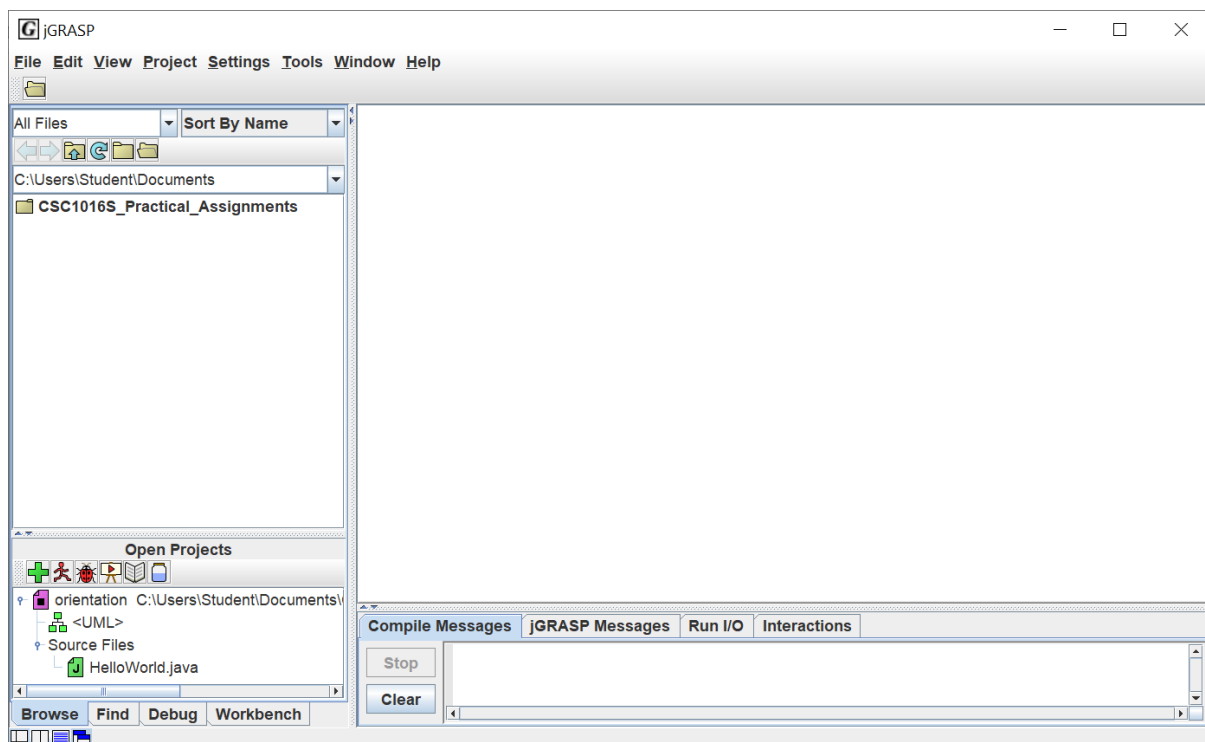 G jGRASP
File Edit View Project Settings Tools Window Help
All Files Sort By Name
C:\Users\Student\Documents
CSC1016S_Practical_Assignments
Open Projects
orientation C:\Users\Student\Documents\
<UML>
Source Files
J HelloWorld.java
Browse Find Debug Workbench
Compile Messages jGRASP Messages Run I/O Interactions
Stop
Clear